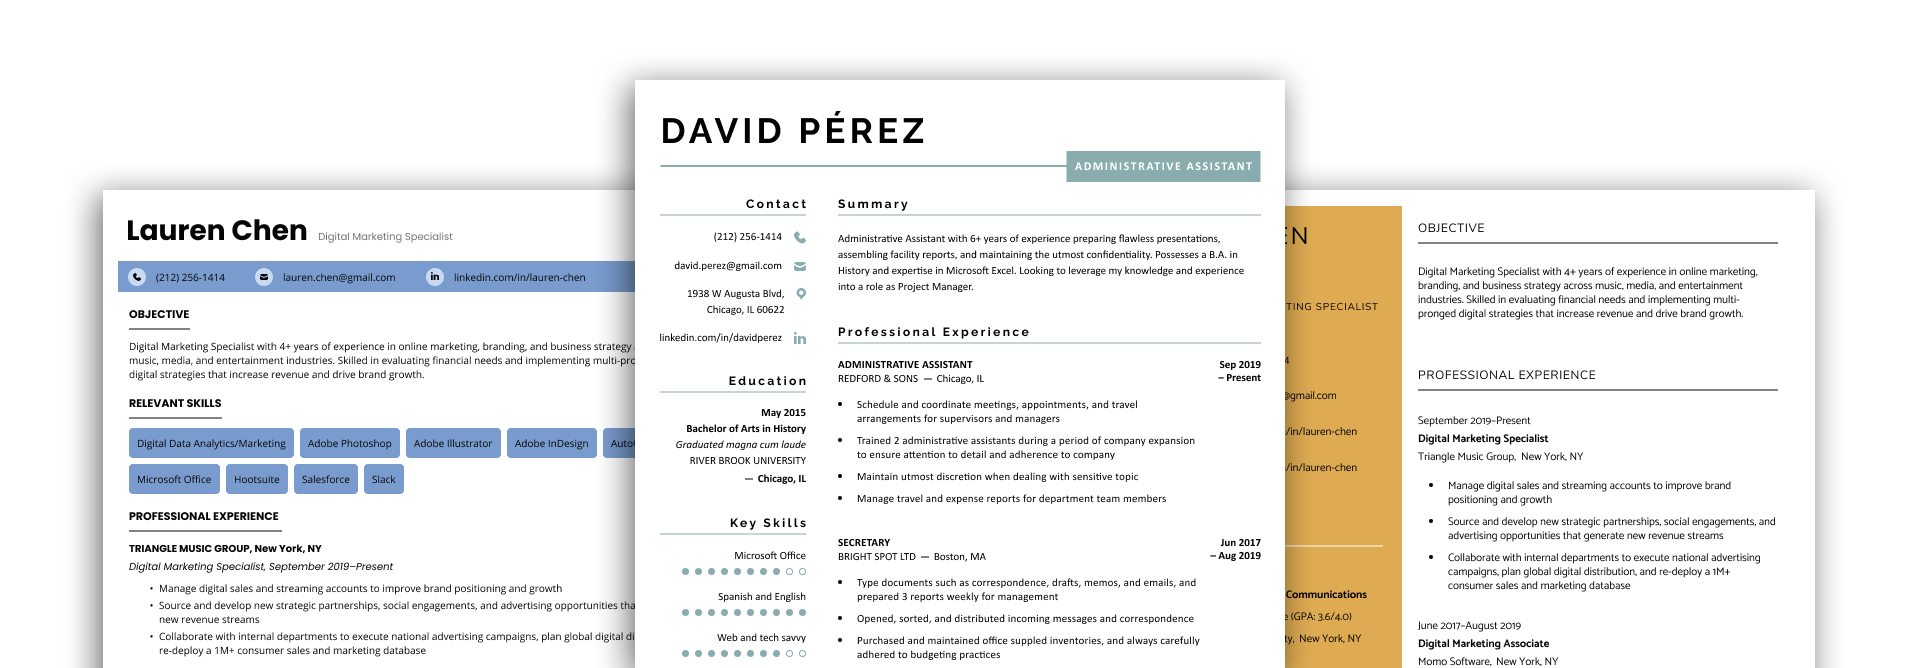 Lauren Chen Digital Marketing Specialist
(212) 256-1414 lauren.chen@gmail.com linkedin.com/in/lauren-chen
OBJECTIVE
Digital Marketing Specialist with 4+ years of experience in online marketing, branding, and business strategy
music, media, and entertainment industries. Skilled in evaluating financial needs and implementing multi-pro
digital strategies that increase revenue and drive brand growth.
RELEVANT SKILLS
Digital Data Analytics/Marketing Adobe Photoshop Adobe Illustrator Adobe InDesign Auto
Microsoft Office Hootsuite Salesforce Slack
PROFESSIONAL EXPERIENCE
TRIANGLE MUSIC GROUP, New York, NY
Digital Marketing Specialist, September 2019–Present
• Manage digital sales and streaming accounts to improve brand positioning and growth
• Source and develop new strategic partnerships, social engagements, and advertising opportunities tha
new revenue streams
• Collaborate with internal departments to execute national advertising campaigns, plan global digital di
re-deploy a 1M+ consumer sales and marketing database
DAVID PÉREZ
ADMINISTRATIVE ASSISTANT
Contact
(212) 256-1414
david.perez@gmail.com
1938 W Augusta Blvd,
Chicago, IL 60622
linkedin.com/in/davidperez
Education
May 2015
Bachelor of Arts in History
Graduated magna cum laude
RIVER BROOK UNIVERSITY
— Chicago, IL
Key Skills
Microsoft Office
Spanish and English
Web and tech savvy
Summary
Administrative Assistant with 6+ years of experience preparing flawless presentations,
assembling facility reports, and maintaining the utmost confidentiality. Possesses a B.A. in
History and expertise in Microsoft Excel. Looking to leverage my knowledge and experience
into a role as Project Manager.
Professional Experience
ADMINISTRATIVE ASSISTANT Sep 2019
REDFORD & SONS — Chicago, IL – Present
• Schedule and coordinate meetings, appointments, and travel
arrangements for supervisors and managers
• Trained 2 administrative assistants during a period of company expansion
to ensure attention to detail and adherence to company
• Maintain utmost discretion when dealing with sensitive topic
• Manage travel and expense reports for department team members
SECRETARY Jun 2017
BRIGHT SPOT LTD — Boston, MA – Aug 2019
• Type documents such as correspondence, drafts, memos, and emails, and
prepared 3 reports weekly for management
• Opened, sorted, and distributed incoming messages and correspondence
• Purchased and maintained office suppled inventories, and always carefully
adhered to budgeting practices
EN
TING SPECIALIST
4
@gmail.com
/in/lauren-chen
/in/lauren-chen
Communications
e (GPA: 3.6/4.0)
ty, New York, NY
OBJECTIVE
Digital Marketing Specialist with 4+ years of experience in online marketing,
branding, and business strategy across music, media, and entertainment
industries. Skilled in evaluating financial needs and implementing multi-
pronged digital strategies that increase revenue and drive brand growth.
PROFESSIONAL EXPERIENCE
September 2019–Present
Digital Marketing Specialist
Triangle Music Group, New York, NY
• Manage digital sales and streaming accounts to improve brand
positioning and growth
• Source and develop new strategic partnerships, social engagements, and
advertising opportunities that generate new revenue streams
• Collaborate with internal departments to execute national advertising
campaigns, plan global digital distribution, and re-deploy a 1M+
consumer sales and marketing database
June 2017–August 2019
Digital Marketing Associate
Momo Software, New York, NY